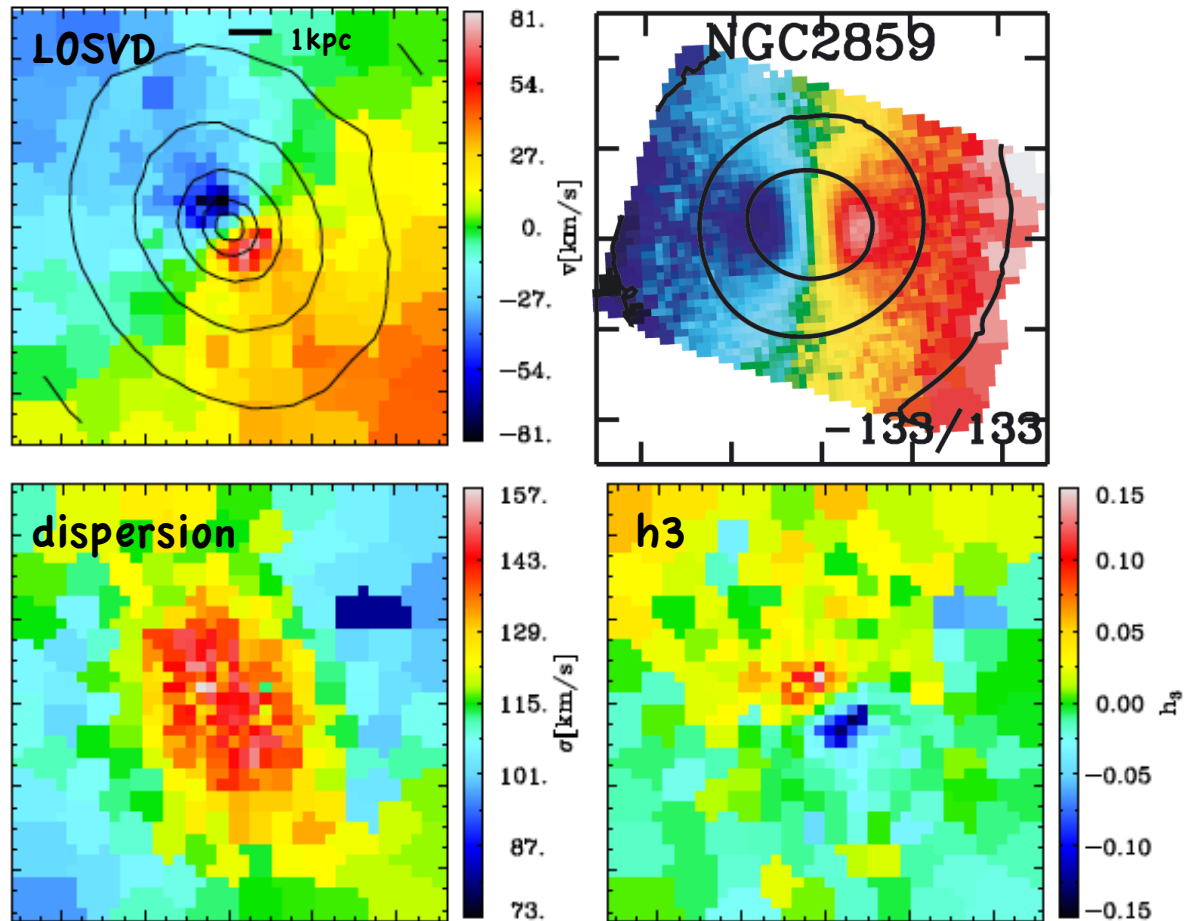 LOSVD
1kpc
81.
54.
27.
0.
−27.
−54.
−81.
v[km/s]
NGC2859
−133/133
dispersion
157.
143.
129.
115.
101.
87.
73.
σ[km/s]
h3
0.15
0.10
0.05
0.00
−0.05
−0.10
−0.15
h₃